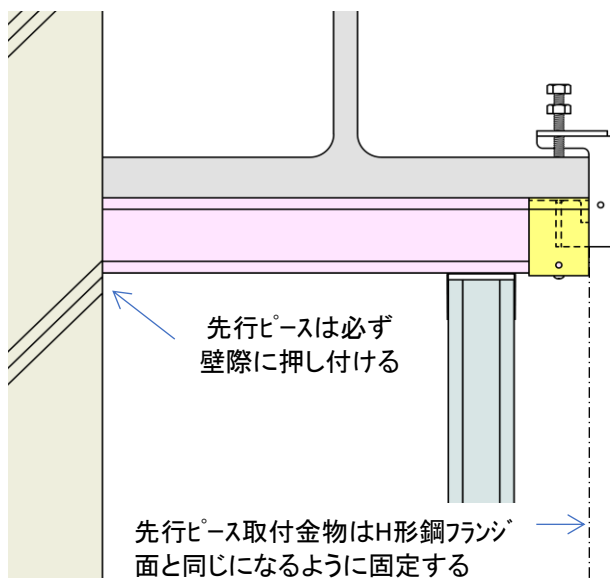 先行ピースは必ず
壁際に押し付ける
先行ピース取付金物はH形鋼フランジ
面と同じになるように固定する